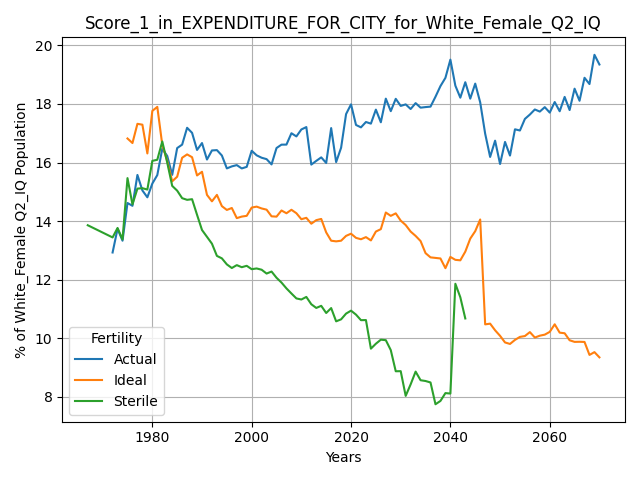 Score_1_in_EXPENDITURE_FOR_CITY_for_White_Female_Q2_IQ
% of White_Female Q2_IQ Population
20
18
16
14
12
10
8
Fertility
Actual
Ideal
Sterile
1980 2000 2020 2040 2060
Years